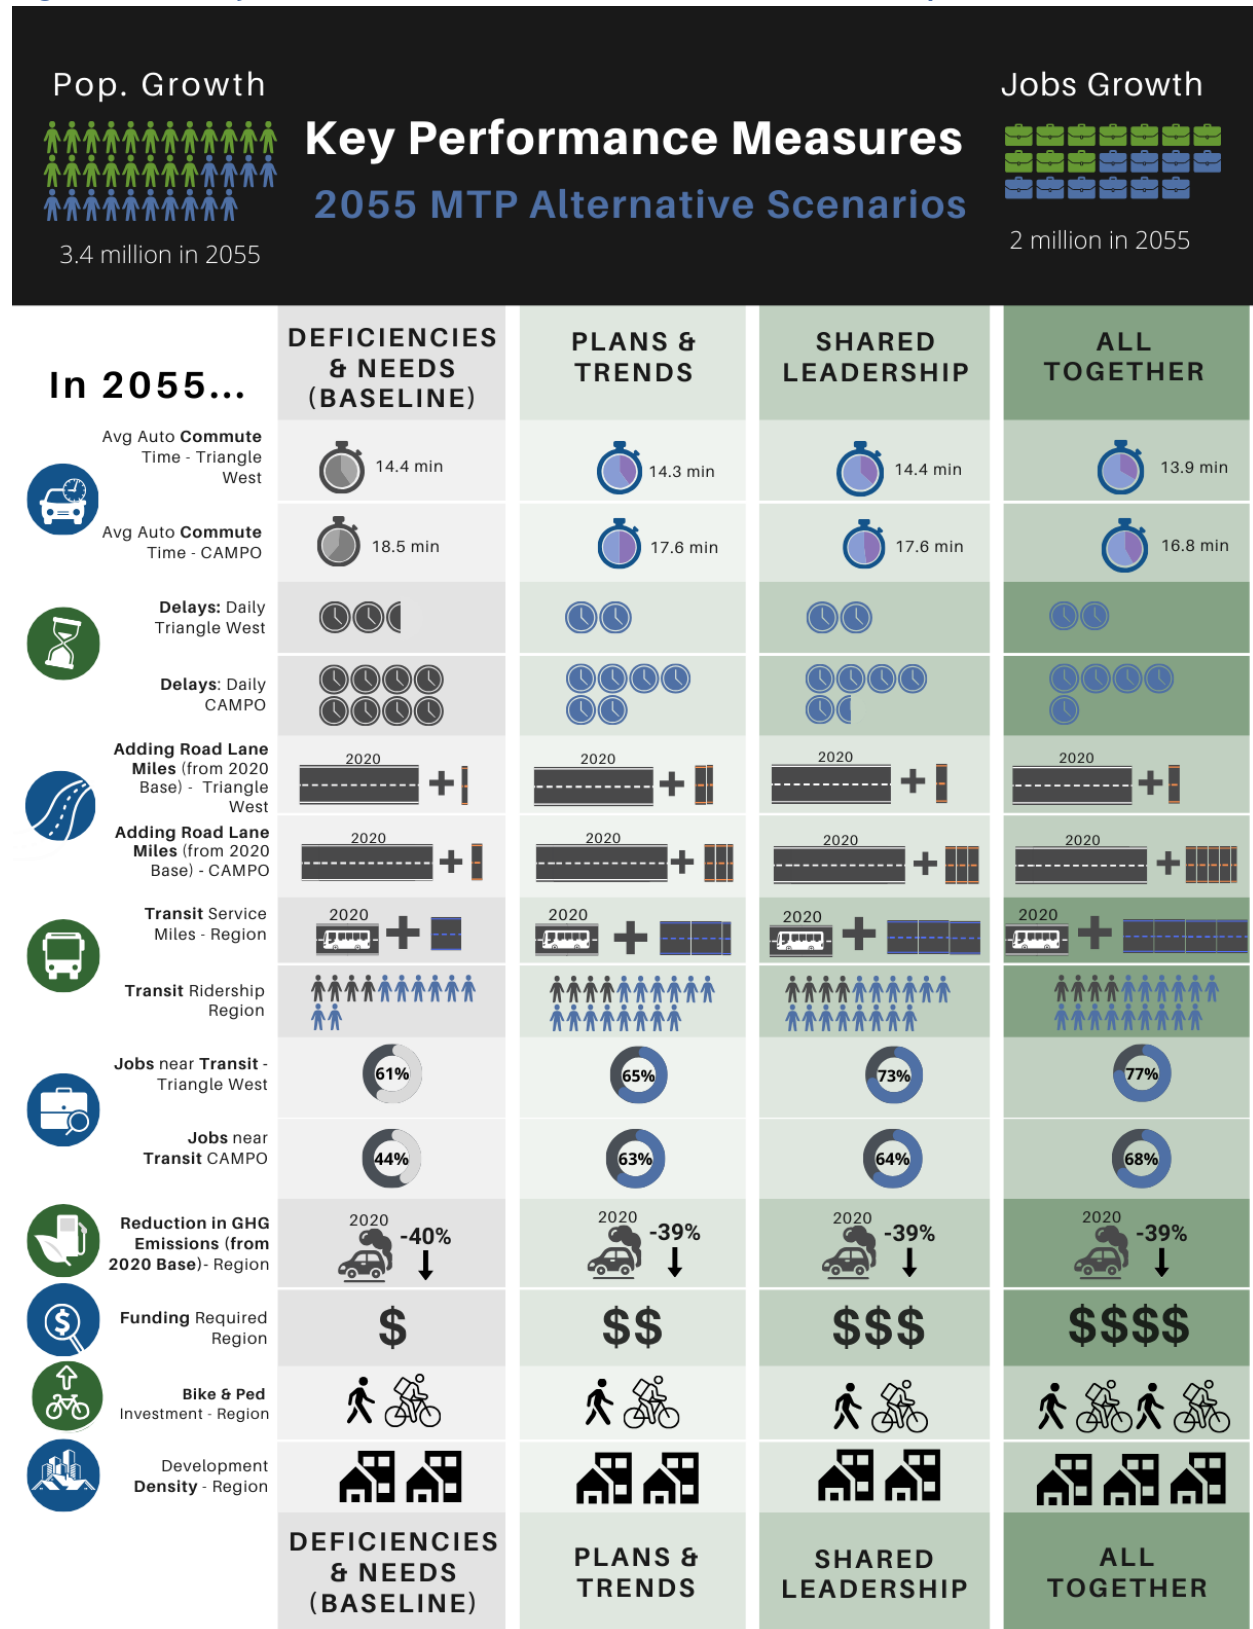 Pop. Growth
3.4 million in 2055
Key Performance Measures
2055 MTP Alternative Scenarios
Jobs Growth
2 million in 2055
In 2055...
DEFICIENCIES
& NEEDS
(BASELINE)
PLANS &
TRENDS
SHARED
LEADERSHIP
ALL
TOGETHER
Avg Auto Commute
Time - Triangle
West
14.4 min
14.3 min
14.4 min
13.9 min
Avg Auto Commute
Time - CAMPO
18.5 min
17.6 min
17.6 min
16.8 min
Delays: Daily
Triangle West
Delays: Daily
CAMPO
Adding Road Lane
Miles (from 2020
Base) - Triangle
West
2020
2020
2020
2020
Adding Road Lane
Miles (from 2020
Base) - CAMPO
2020
2020
2020
2020
Transit Service
Miles - Region
2020
2020
2020
2020
Transit Ridership
Region
Jobs near Transit -
Triangle West
61%
65%
73%
77%
Jobs near
Transit CAMPO
44%
63%
64%
68%
Reduction in GHG
Emissions (from
2020 Base)- Region
2020
-40%
2020
-39%
2020
-39%
2020
-39%
Funding Required
Region
$
$$
$$$
$$$$
Bike & Ped
Investment - Region
Development
Density - Region
DEFICIENCIES
& NEEDS
(BASELINE)
PLANS &
TRENDS
SHARED
LEADERSHIP
ALL
TOGETHER